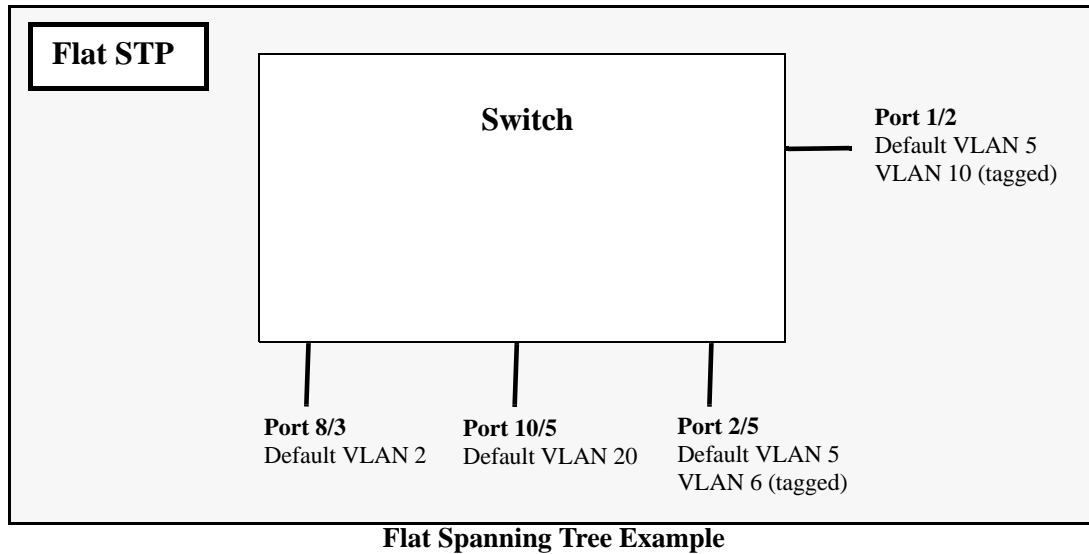 Flat STP
Switch
Port 1/2
Default VLAN 5
VLAN 10 (tagged)
Port 8/3
Default VLAN 2
Port 10/5
Default VLAN 20
Port 2/5
Default VLAN 5
VLAN 6 (tagged)
Flat Spanning Tree Example